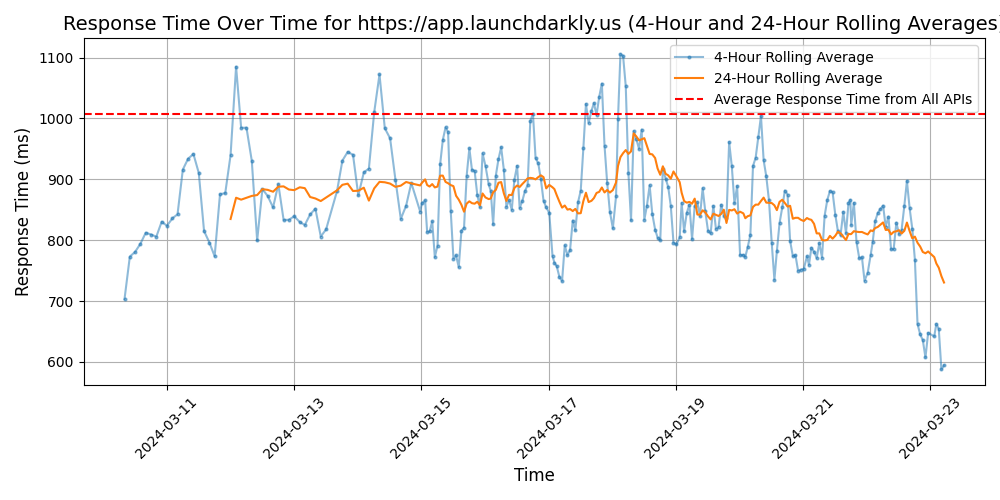 Response Time Over Time for https://app.launchdarkly.us (4-Hour and 24-Hour Rolling Averages)
4-Hour Rolling Average
24-Hour Rolling Average
Average Response Time from All APIs
Response Time (ms)
1100
1000
900
800
700
600
2024-03-11
2024-03-13
2024-03-15
2024-03-17
2024-03-19
2024-03-21
2024-03-23
Time